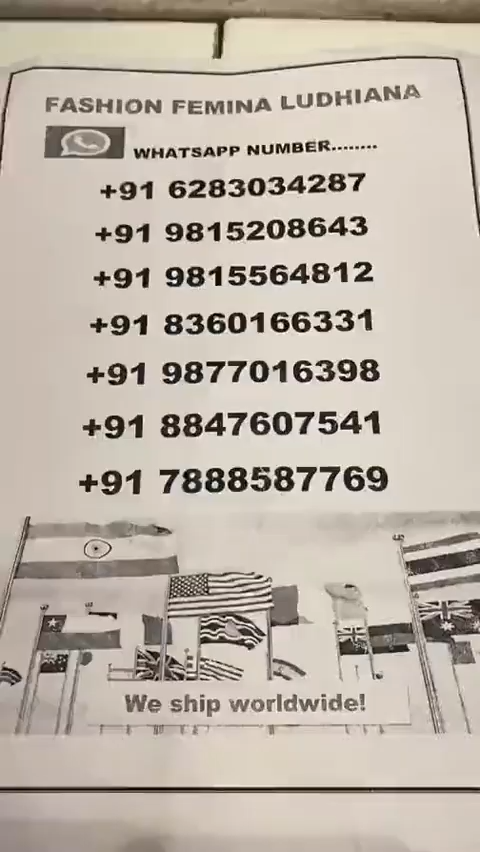 FASHION FEMINA LUDHIANA
WHATSAPP NUMBER........
+91 6283034287
+91 9815208643
+91 9815564812
+91 8360166331
+91 9877016398
+91 8847607541
+91 7888587769
We ship worldwide!